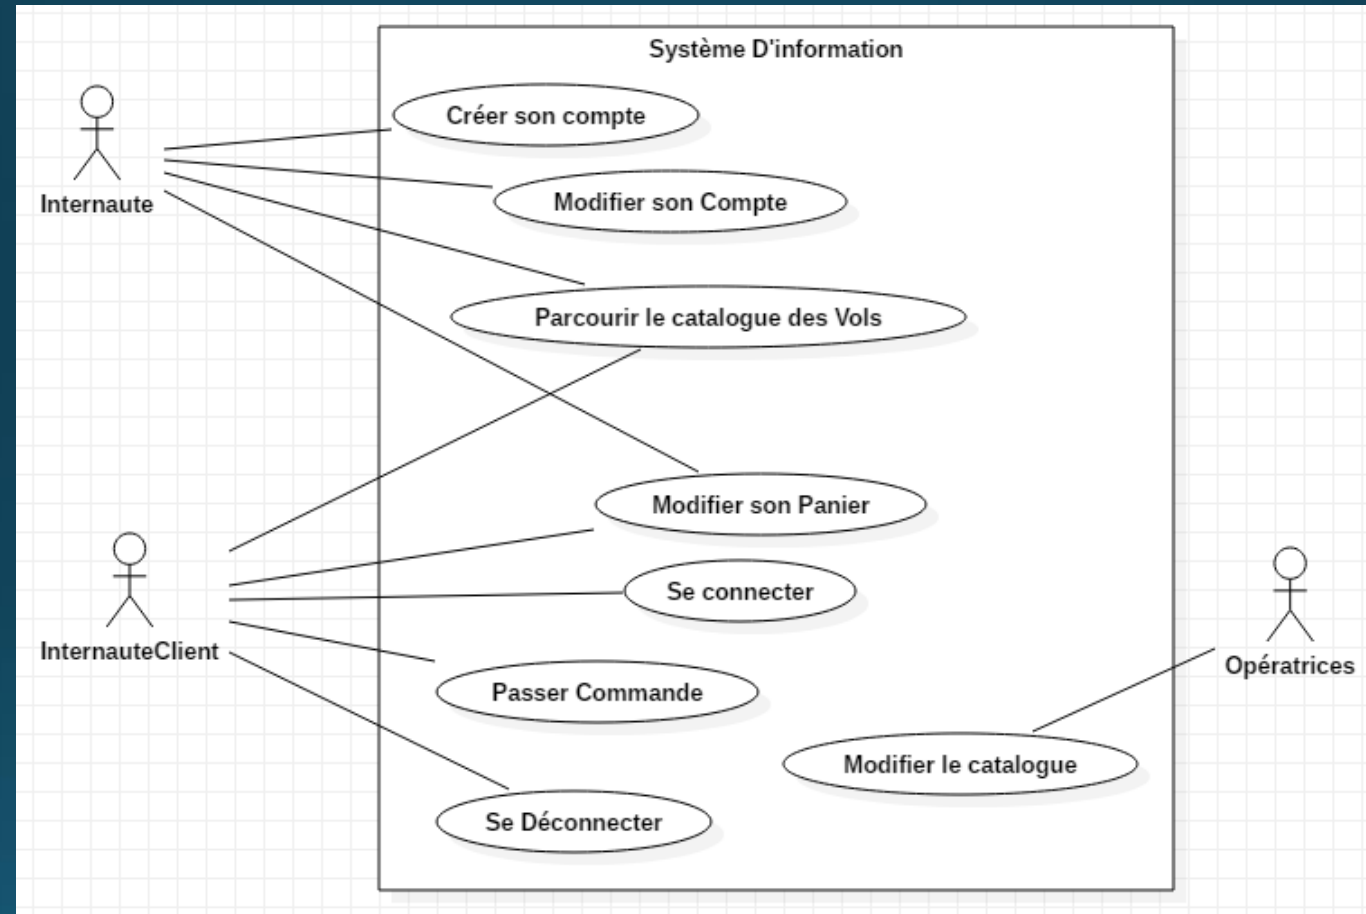 Système D'information
Créer son compte
Modifier son Compte
Internaute
Parcourir le catalogue des Vols
Modifier son Panier
Se connecter
InternauteClient
Opératrices
Passer Commande
Modifier le catalogue
Se Déconnecter